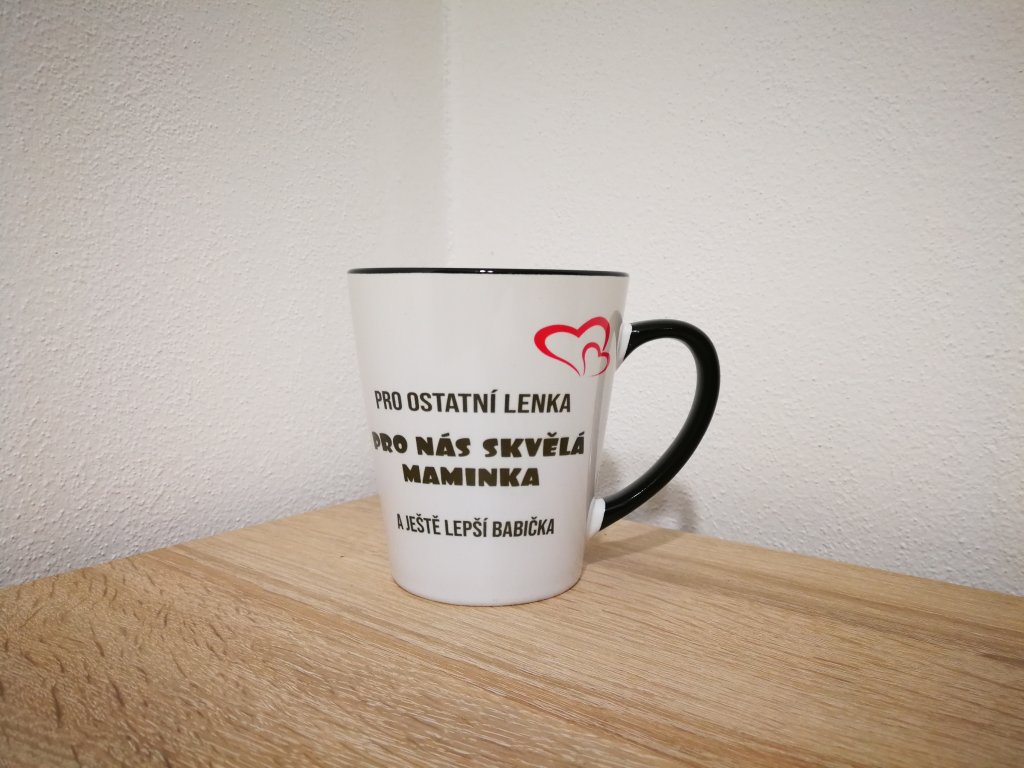 PRO OSTATNÍ LENKA
PRO NÁS SKVĚLÁ
MAMINKA
A JEŠTĚ LEPŠÍ BABIČKA